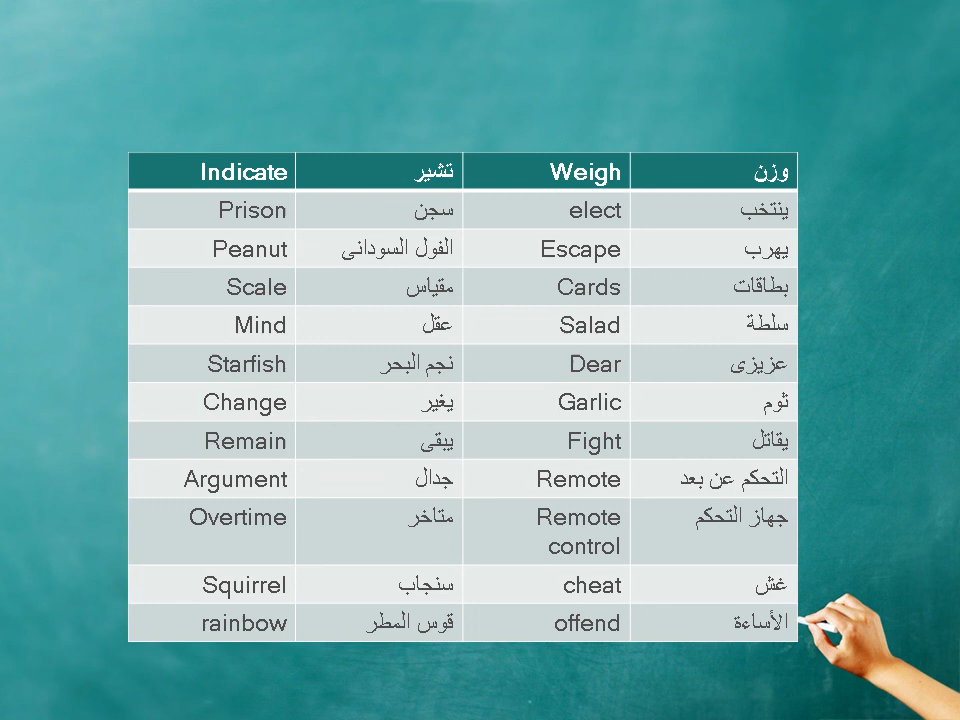 Indicate تشير Weigh وزن
Prison سجن elect ينتخب
Peanut الفول السودانى Escape يهرب
Scale مقياس Cards بطاقات
Mind عقل Salad سلطة
Starfish نجم البحر Dear عزيزى
Change يغير Garlic ثوم
Remain يبقى Fight يقاتل
Argument جدال Remote التحكم عن بعد
Overtime متاخر Remote جهاز التحكم
control
Squirrel سنجاب cheat غش
rainbow قوس المطر offend الأساءة